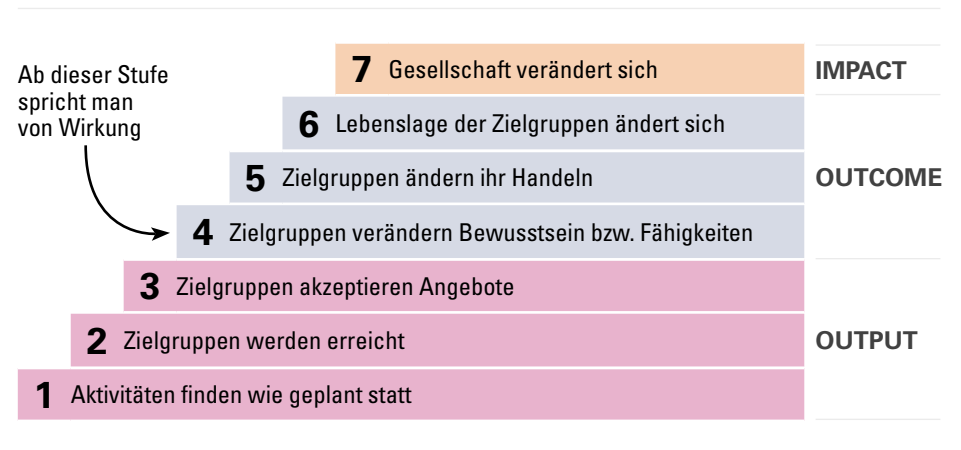 Ab dieser Stufe
spricht man
von Wirkung
7 Gesellschaft verändert sich
IMPACT
6 Lebenslage der Zielgruppen ändert sich
5 Zielgruppen ändern ihr Handeln
OUTCOME
4 Zielgruppen verändern Bewusstsein bzw. Fähigkeiten
3 Zielgruppen akzeptieren Angebote
2 Zielgruppen werden erreicht
OUTPUT
1 Aktivitäten finden wie geplant statt